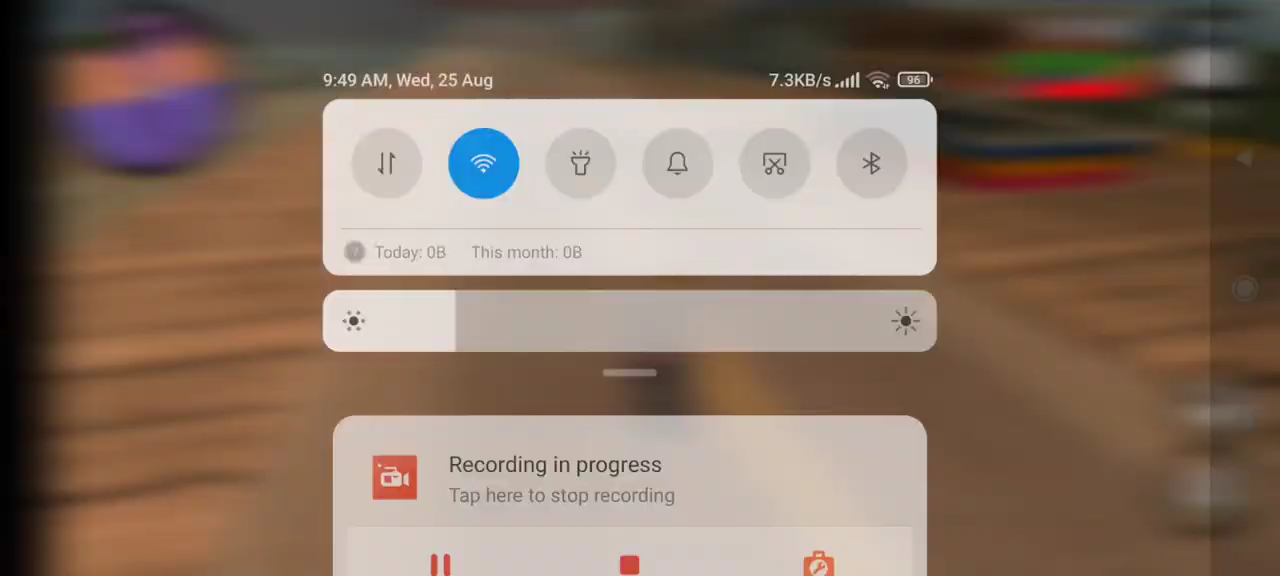 9:49 AM, Wed, 25 Aug 7.3KB/s 96
Today: 0B This month: 0B
Recording in progress
Tap here to stop recording